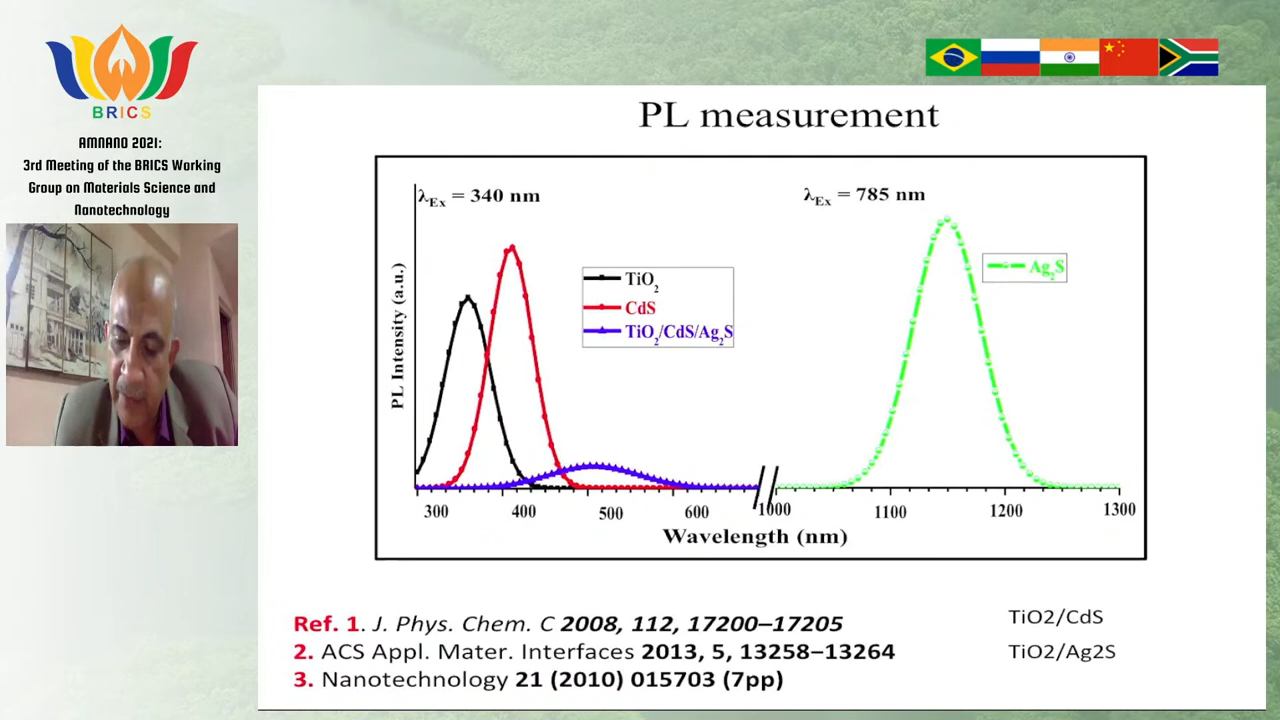 BRICS
AMNANO 2021:
3rd Meeting of the BRICS Working
Group on Materials Science and
Nanotechnology
PL measurement
λEx = 340 nm
λEx = 785 nm
TiO2
CdS
TiO2/CdS/Ag2S
Ag2S
PL Intensity (a.u.)
300 400 500 600 1000 1100 1200 1300
Wavelength (nm)
Ref. 1. J. Phys. Chem. C 2008, 112, 17200–17205
TiO2/CdS
2. ACS Appl. Mater. Interfaces 2013, 5, 13258–13264
TiO2/Ag2S
3. Nanotechnology 21 (2010) 015703 (7pp)